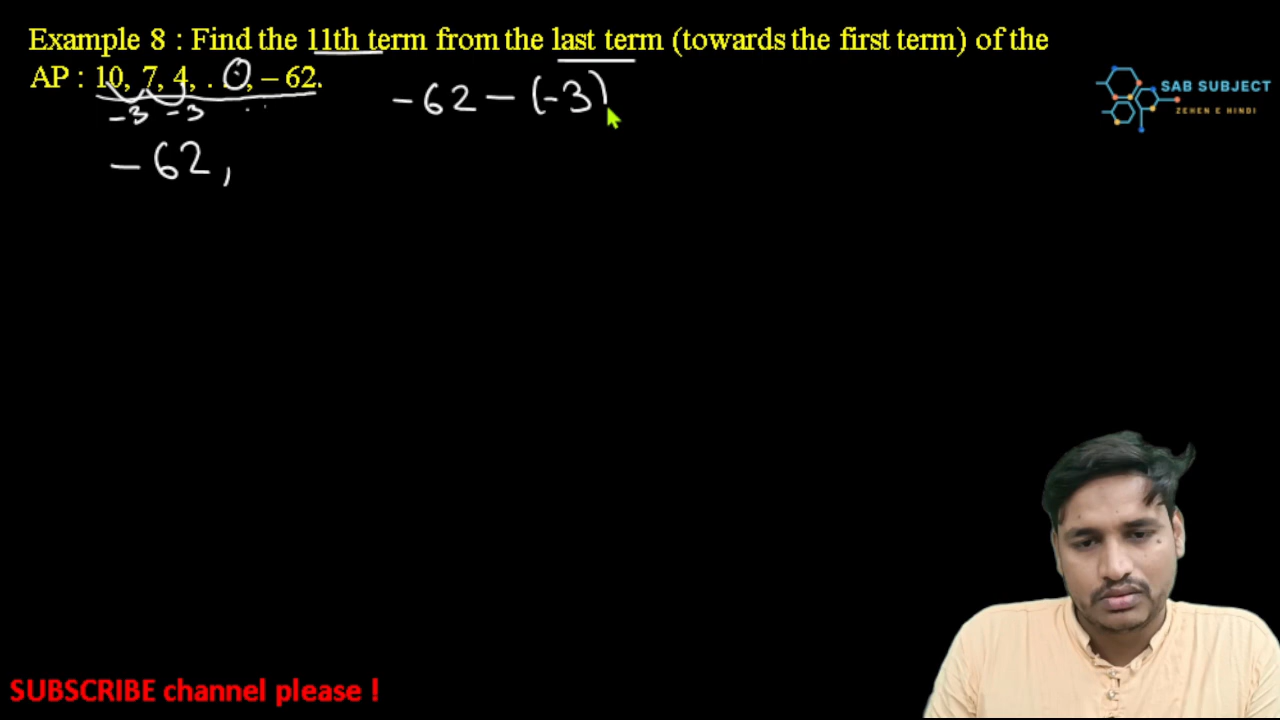 Example 8 : Find the 11th term from the last term (towards the first term) of the
AP : 10, 7, 4, . . ., – 62.
-3 -3 ..
-62 - (-3)
-62,
SAB SUBJECT
ZEHEN E HINDI
SUBSCRIBE channel please !